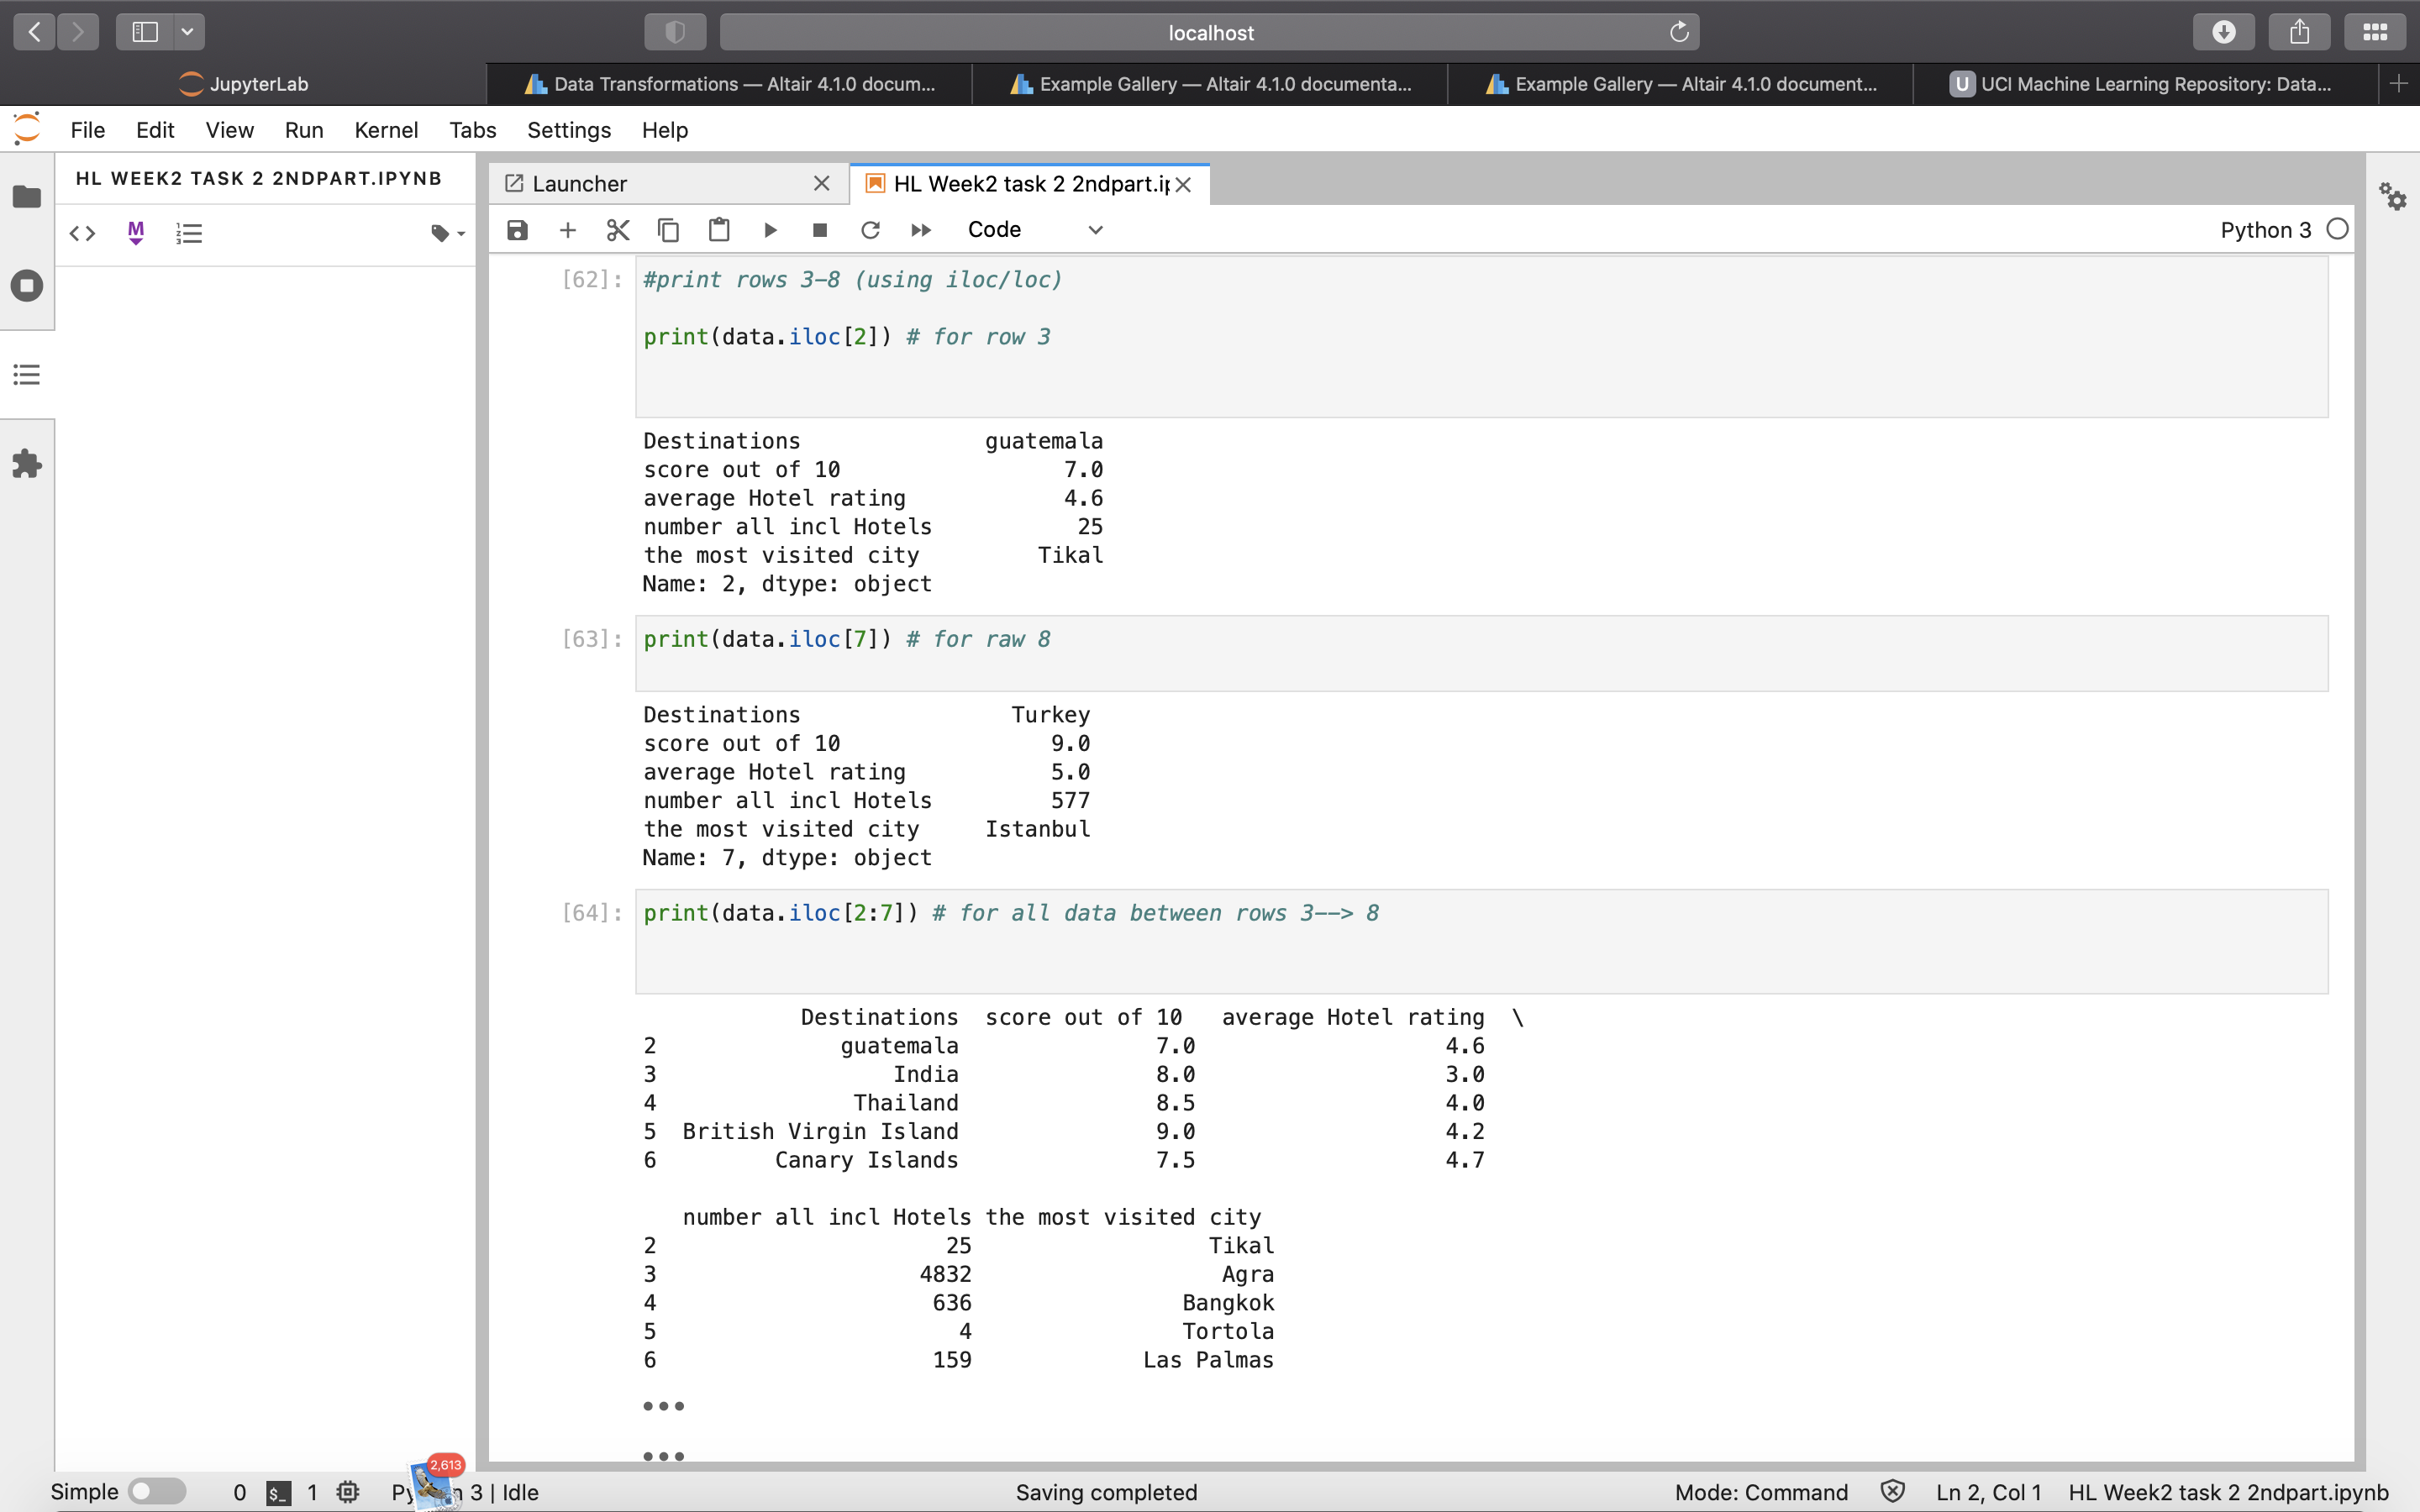 localhost
JupyterLab
Data Transformations — Altair 4.1.0 docum...
Example Gallery — Altair 4.1.0 documenta...
Example Gallery — Altair 4.1.0 document...
U UCI Machine Learning Repository: Data...
File Edit View Run Kernel Tabs Settings Help
HL WEEK2 TASK 2 2NDPART.IPYNB
Launcher
HL Week2 task 2 2ndpart.ip
M
Code
Python 3
[62]: #print rows 3-8 (using iloc/loc)
print(data.iloc[2]) # for row 3
Destinations guatemala
score out of 10 7.0
average Hotel rating 4.6
number all incl Hotels 25
the most visited city Tikal
Name: 2, dtype: object
[63]: print(data.iloc[7]) # for raw 8
Destinations Turkey
score out of 10 9.0
average Hotel rating 5.0
number all incl Hotels 577
the most visited city Istanbul
Name: 7, dtype: object
[64]: print(data.iloc[2:7]) # for all data between rows 3--> 8
Destinations score out of 10 average Hotel rating \
2 guatemala 7.0 4.6
3 India 8.0 3.0
4 Thailand 8.5 4.0
5 British Virgin Island 9.0 4.2
6 Canary Islands 7.5 4.7
number all incl Hotels the most visited city
2 25 Tikal
3 4832 Agra
4 636 Bangkok
5 4 Tortola
6 159 Las Palmas
•••
•••
2,613
Simple 0 $_ 1 3 | Idle Saving completed Mode: Command Ln 2, Col 1 HL Week2 task 2 2ndpart.ipynb